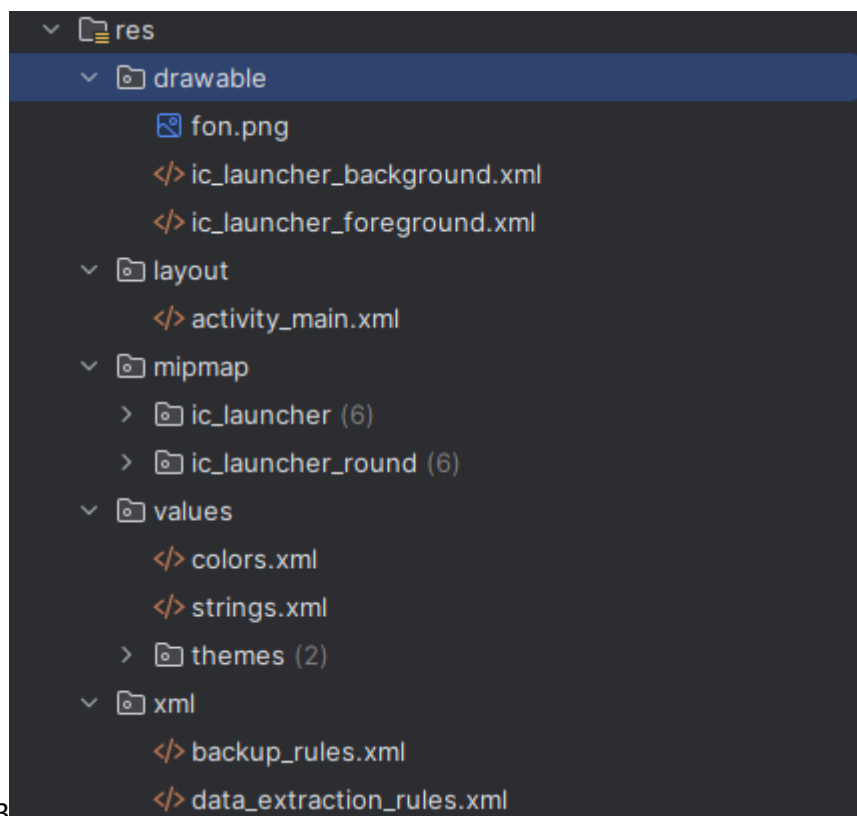 res
drawable
fon.png
ic_launcher_background.xml
ic_launcher_foreground.xml
layout
activity_main.xml
mipmap
ic_launcher (6)
ic_launcher_round (6)
values
colors.xml
strings.xml
themes (2)
xml
backup_rules.xml
data_extraction_rules.xml